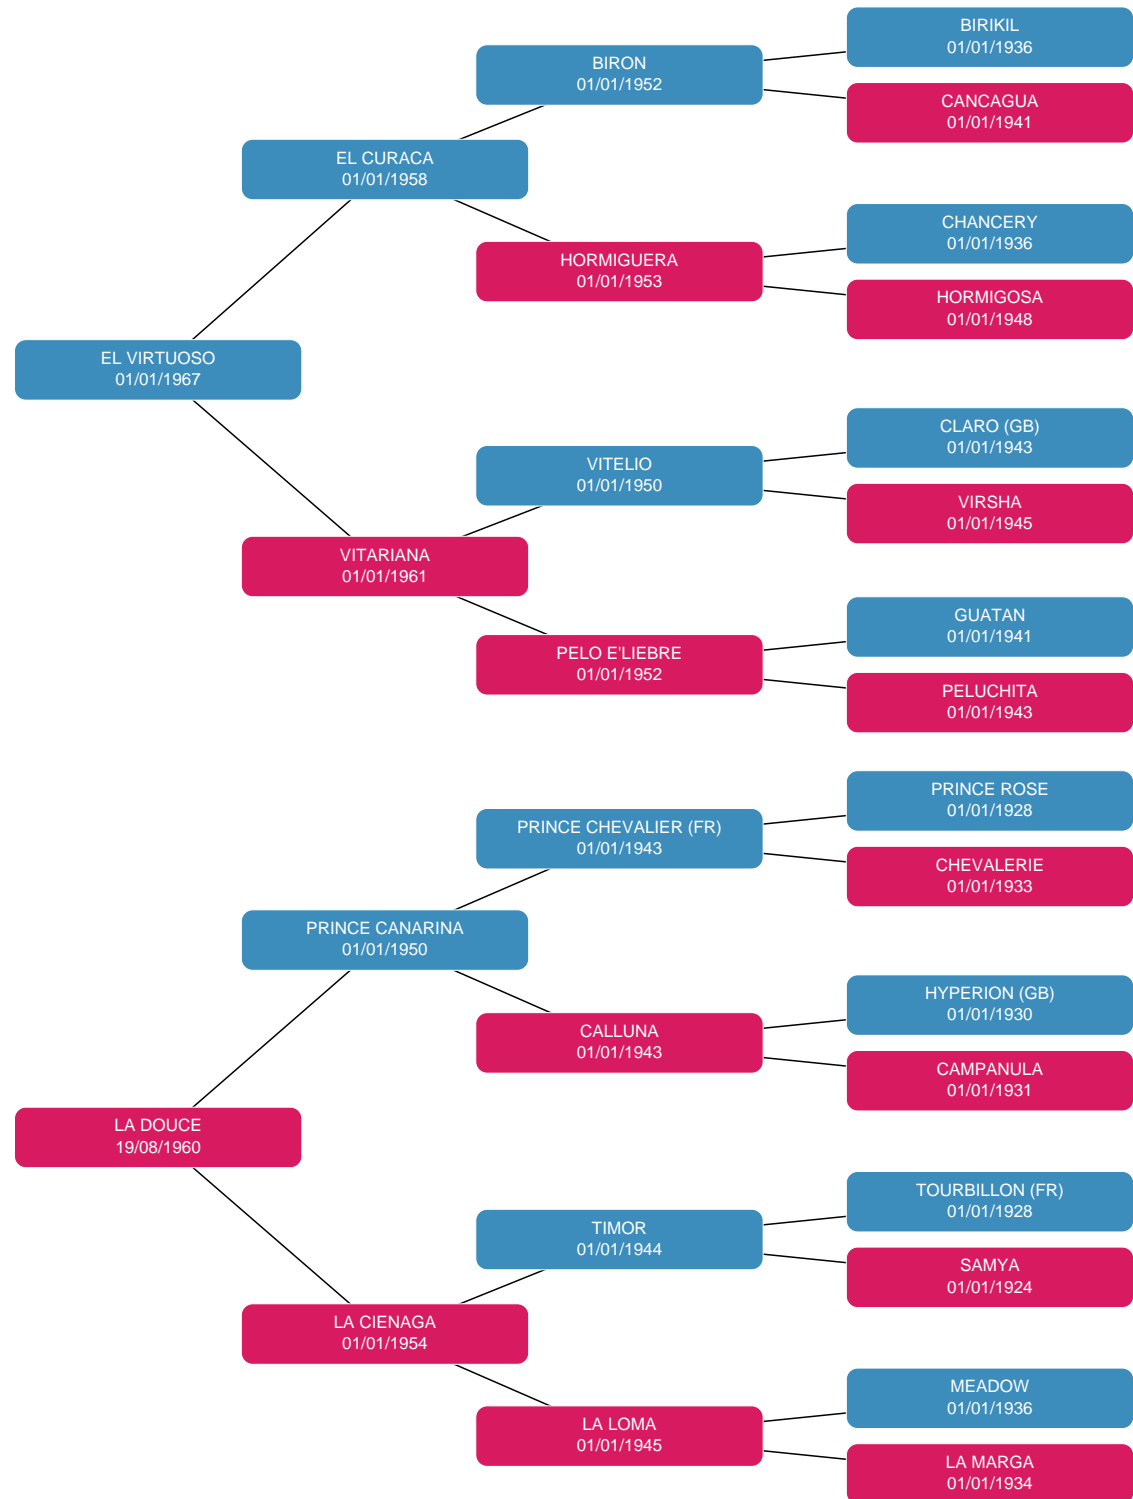 BIRIKIL
01/01/1936
BIRON
01/01/1952
CANCAGUA
01/01/1941
EL CURACA
01/01/1958
CHANCERY
01/01/1936
HORMIGUERA
01/01/1953
HORMIGOSA
01/01/1948
EL VIRTUOSO
01/01/1967
CLARO (GB)
01/01/1943
VITELIO
01/01/1950
VIRSHA
01/01/1945
VITARIANA
01/01/1961
GUATAN
01/01/1941
PELO E'LIEBRE
01/01/1952
PELUCHITA
01/01/1943
PRINCE ROSE
01/01/1928
PRINCE CHEVALIER (FR)
01/01/1943
CHEVALERIE
01/01/1933
PRINCE CANARINA
01/01/1950
HYPERION (GB)
01/01/1930
CALLUNA
01/01/1943
CAMPANULA
01/01/1931
LA DOUCE
19/08/1960
TOURBILLON (FR)
01/01/1928
TIMOR
01/01/1944
SAMYA
01/01/1924
LA CIENAGA
01/01/1954
MEADOW
01/01/1936
LA LOMA
01/01/1945
LA MARGA
01/01/1934